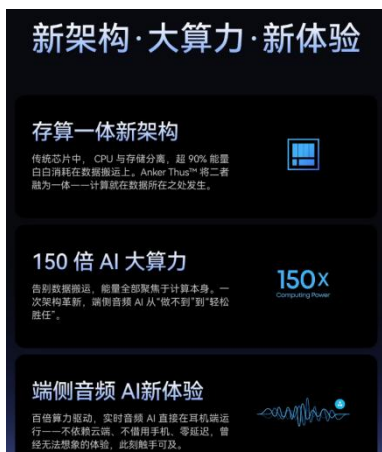 新架构·大算力·新体验
存算一体新架构
传统芯片中， CPU 与存储分离，超 90% 能量
白白消耗在数据搬运上。Anker Thus™ 将二者
融为一体——计算就在数据所在之处发生。
150 倍 AI 大算力
告别数据搬运，能量全部聚焦于计算本身。一
次架构革新，端侧音频 AI 从“做不到”到“轻松
胜任”。
150X
Computing Power
端侧音频 AI新体验
百倍算力驱动，实时音频 AI 直接在耳机端运
行——不依赖云端、不借用手机、零延迟，曾
经无法想象的体验，此刻触手可及。